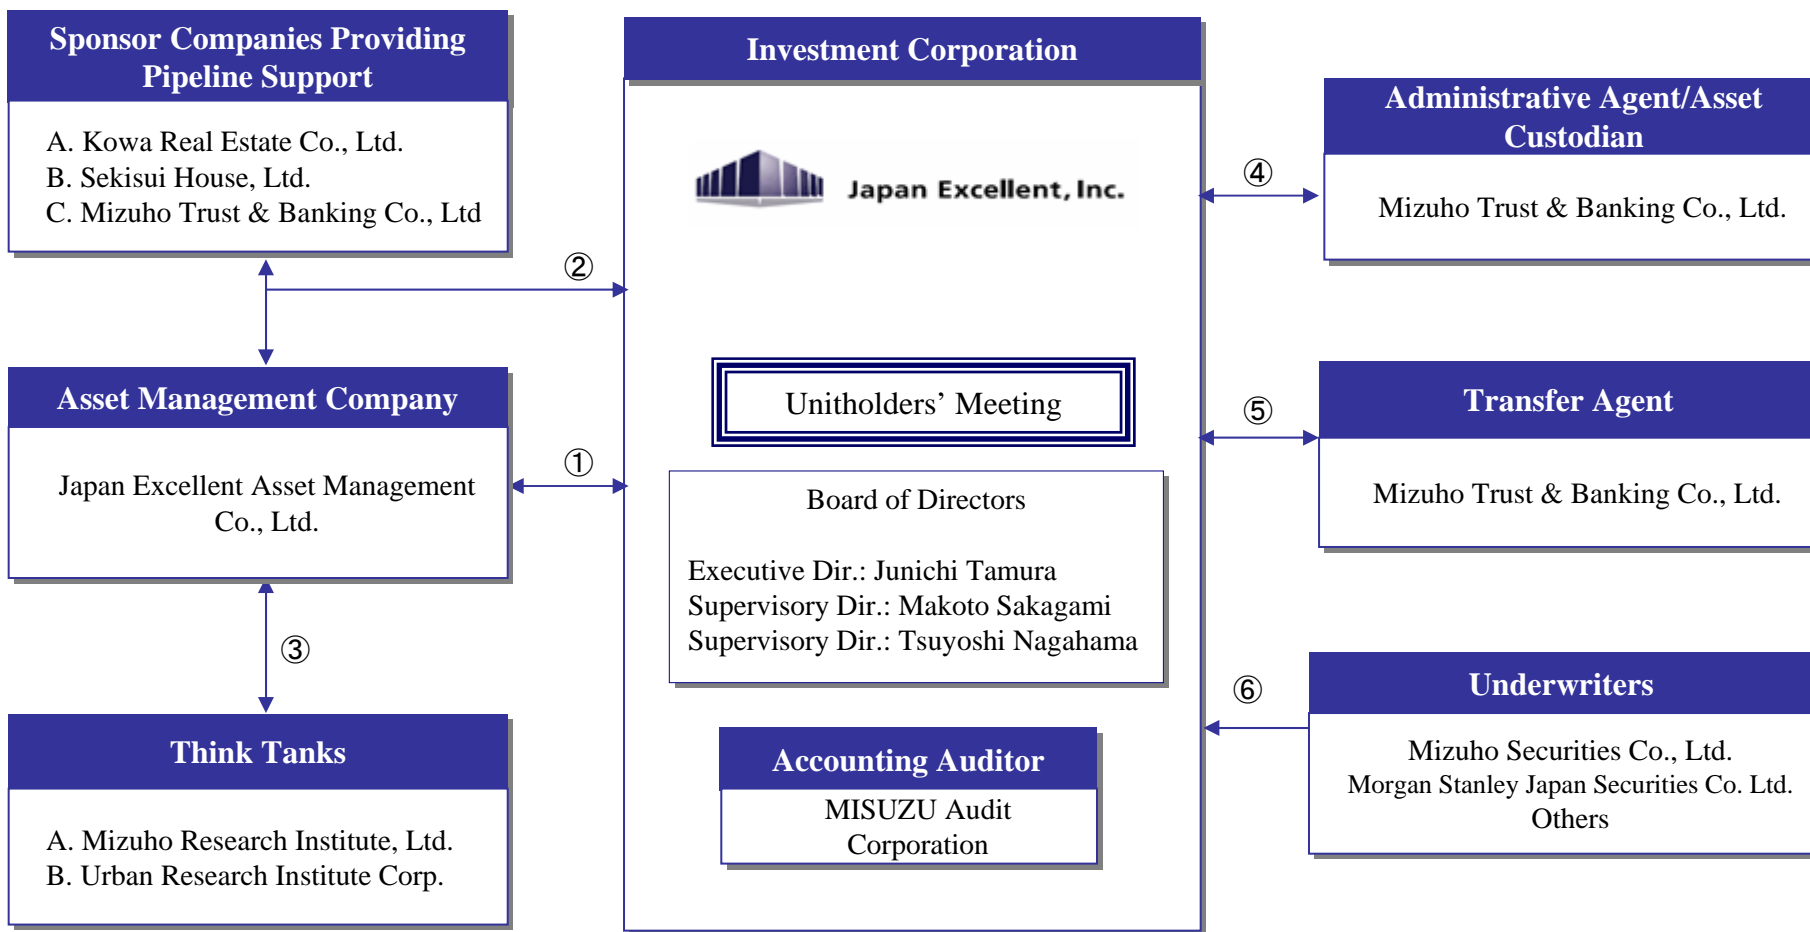 Sponsor Companies Providing
Pipeline Support
A. Kowa Real Estate Co., Ltd.
B. Sekisui House, Ltd.
C. Mizuho Trust & Banking Co., Ltd
②
Asset Management Company
Japan Excellent Asset Management
Co., Ltd.
①
③
Think Tanks
A. Mizuho Research Institute, Ltd.
B. Urban Research Institute Corp.
Investment Corporation
Japan Excellent, Inc.
Unitholders’ Meeting
Board of Directors
Executive Dir.: Junichi Tamura
Supervisory Dir.: Makoto Sakagami
Supervisory Dir.: Tsuyoshi Nagahama
Accounting Auditor
MISUZU Audit
Corporation
④
Administrative Agent/Asset
Custodian
Mizuho Trust & Banking Co., Ltd.
⑤
Transfer Agent
Mizuho Trust & Banking Co., Ltd.
⑥
Underwriters
Mizuho Securities Co., Ltd.
Morgan Stanley Japan Securities Co. Ltd.
Others